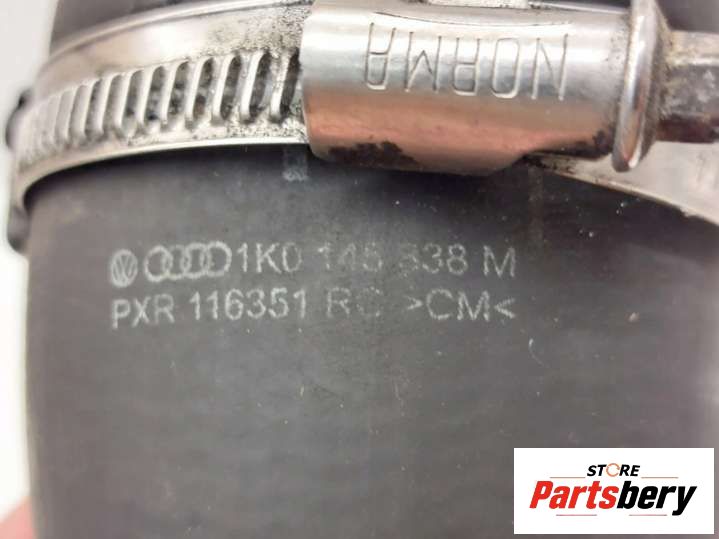 NORMA
1K0 145 838 M
PXR 116351 RC >CM<
STORE
Partsbery